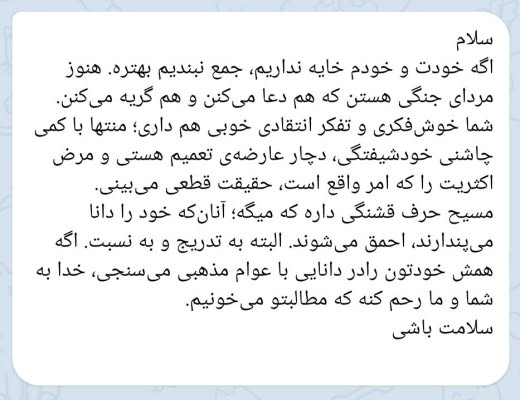 سلام
اگه خودت و خودم خایه نداریم، جمع نبندیم بهتره. هنوز
مردای جنگی هستن که هم دعا می‌کنن و هم گریه می‌کنن.
شما خوش‌فکری و تفکر انتقادی خوبی هم داری؛ منتها با کمی
چاشنی خودشیفتگی، دچار عارضه‌ی تعمیم هستی و مرض
اکثریت را که امر واقع است، حقیقت قطعی می‌بینی.
مسیح حرف قشنگی داره که میگه؛ آنان‌که خود را دانا
می‌پندارند، احمق می‌شوند. البته به تدریج و به نسبت. اگه
همش خودتون رادر دانایی با عوام مذهبی می‌سنجی، خدا به
شما و ما رحم کنه که مطالبتو می‌خونیم.
سلامت باشی